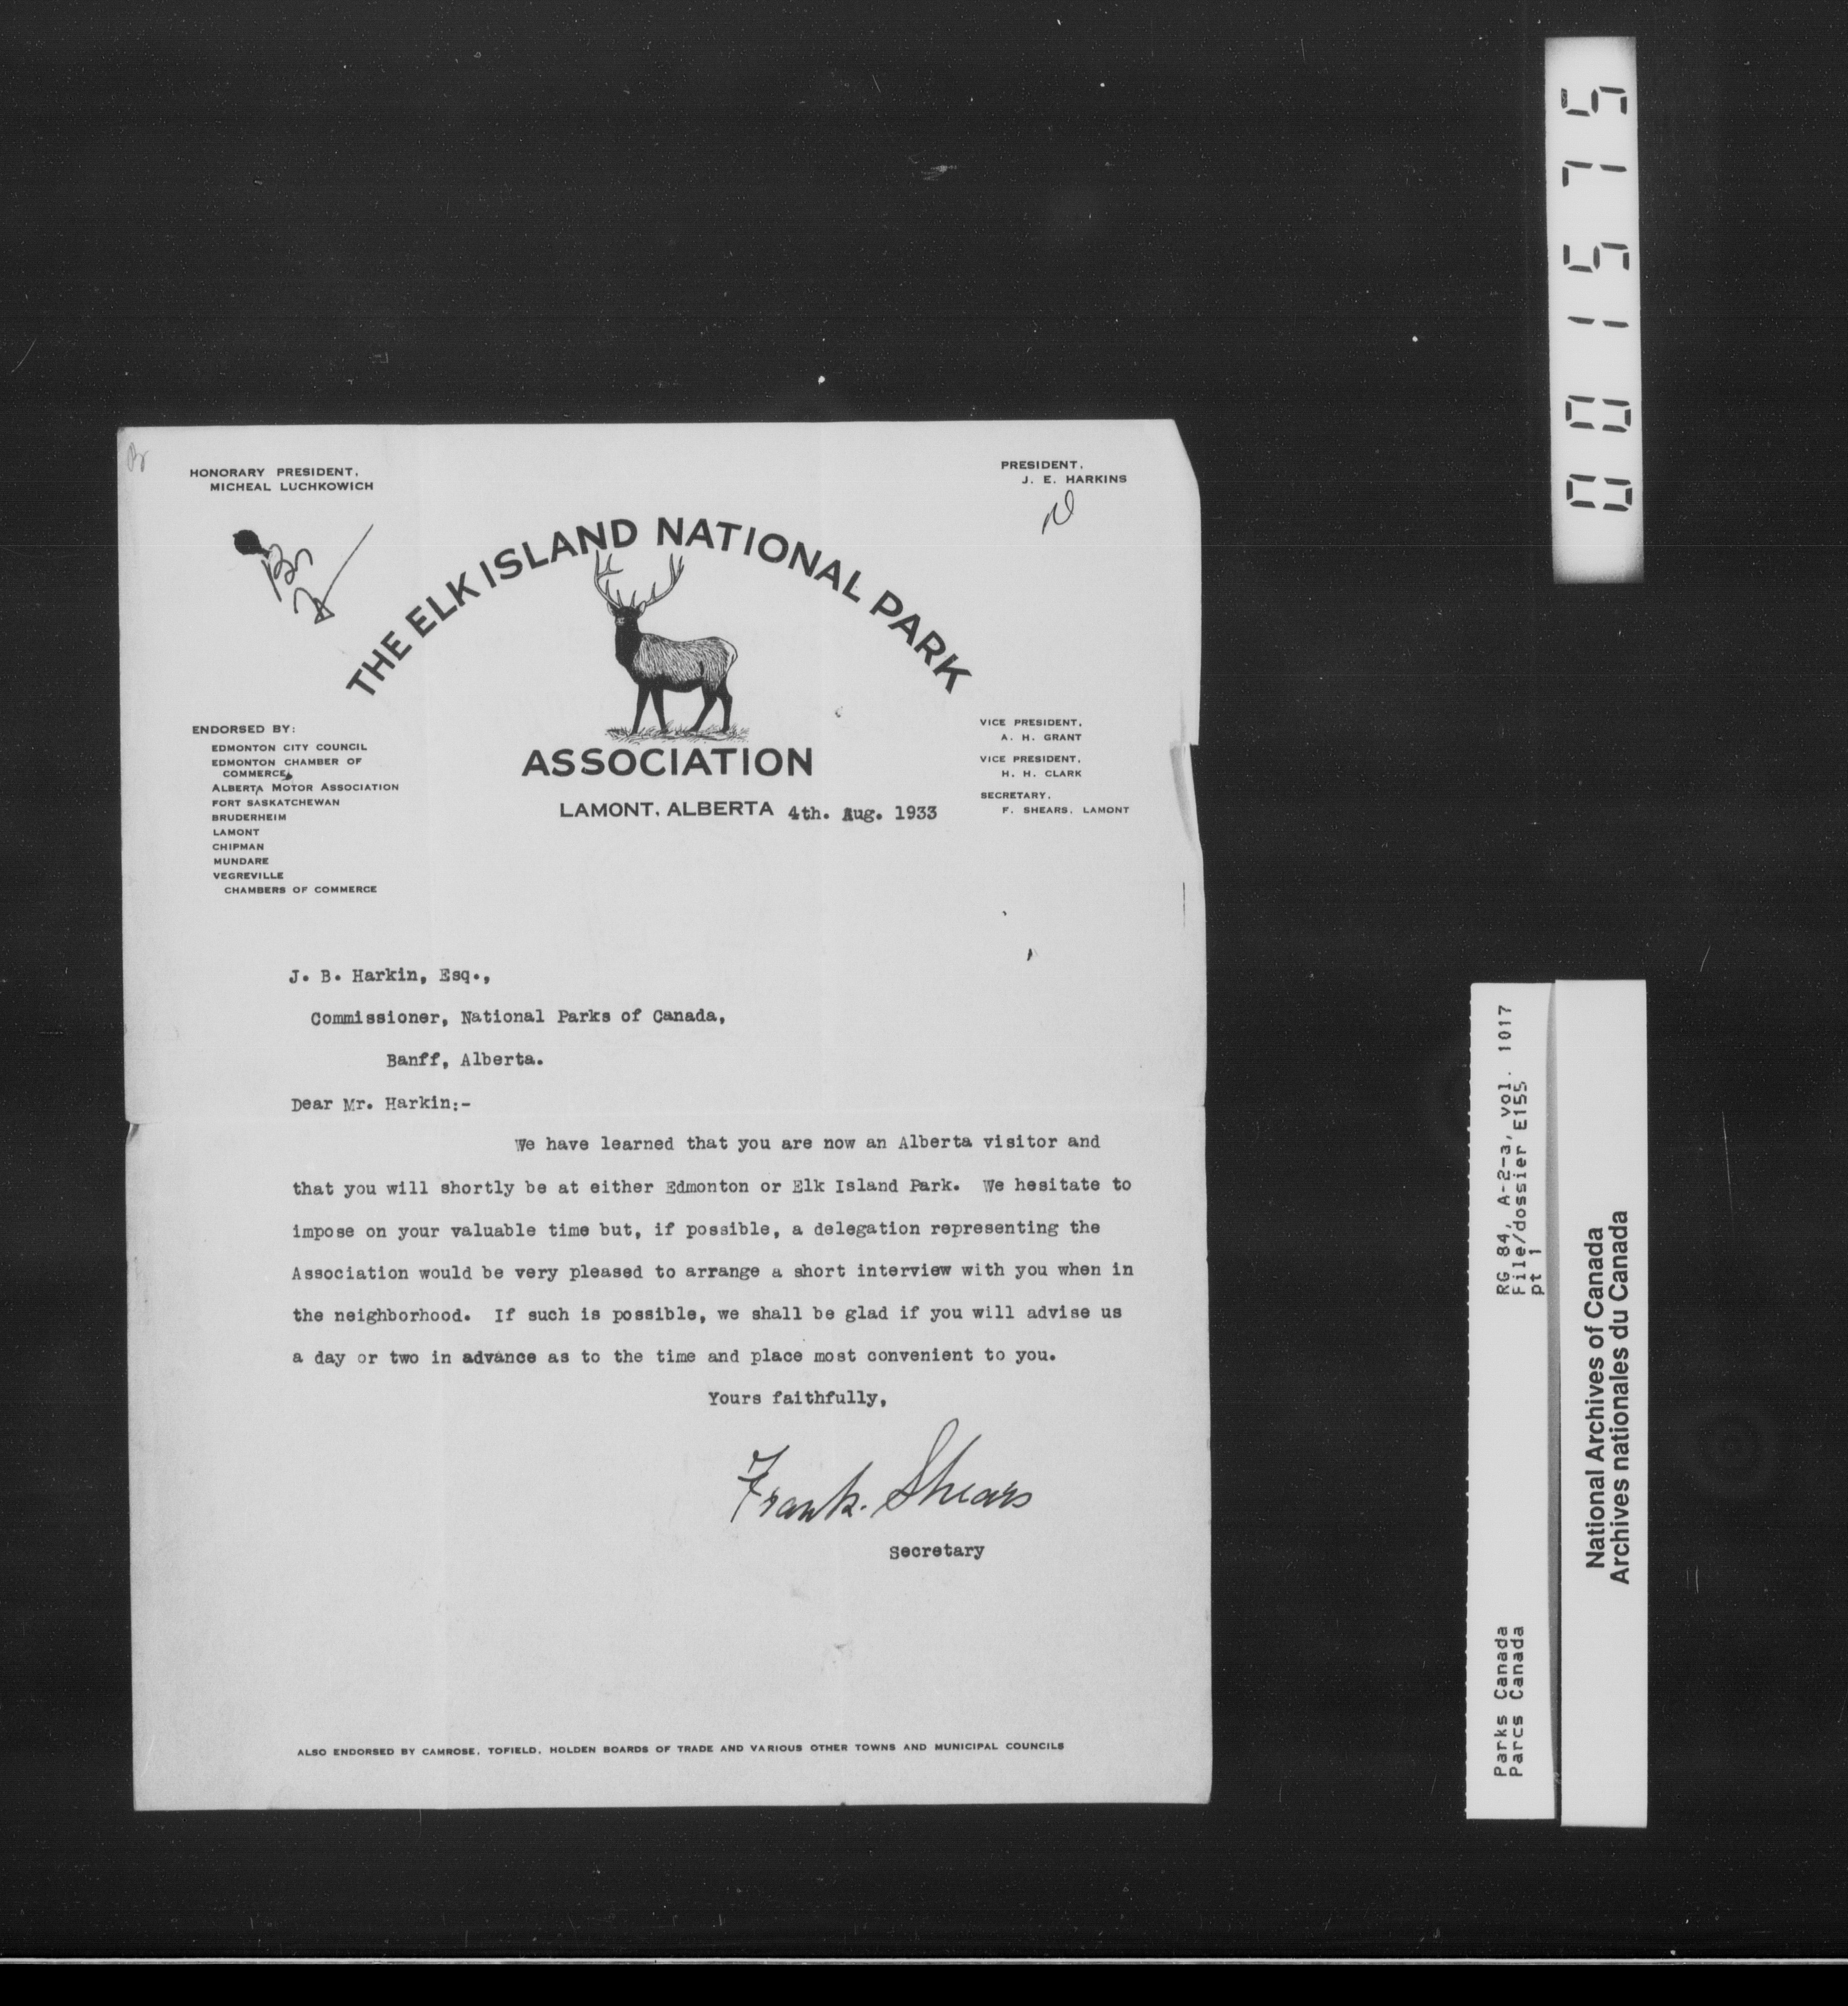 HONORARY PRESIDENT,
MICHEAL LUCHKOWICH
PRESIDENT,
J. E. HARKINS
THE ELK ISLAND NATIONAL PARK
ASSOCIATION
LAMONT, ALBERTA 4th. Aug. 1933
ENDORSED BY:
EDMONTON CITY COUNCIL
EDMONTON CHAMBER OF
COMMERCE
ALBERTA MOTOR ASSOCIATION
FORT SASKATCHEWAN
BRUDERHEIM
LAMONT
CHIPMAN
MUNDARE
VEGREVILLE
CHAMBERS OF COMMERCE
VICE PRESIDENT,
A. H. GRANT
VICE PRESIDENT,
H. H. CLARK
SECRETARY,
F. SHEARS, LAMONT
J. B. Harkin, Esq.,
Commissioner, National Parks of Canada,
Banff, Alberta.
Dear Mr. Harkin:-
We have learned that you are now an Alberta visitor and
that you will shortly be at either Edmonton or Elk Island Park. We hesitate to
impose on your valuable time but, if possible, a delegation representing the
Association would be very pleased to arrange a short interview with you when in
the neighborhood. If such is possible, we shall be glad if you will advise us
a day or two in advance as to the time and place most convenient to you.
Yours faithfully,
Frank. Shears
Secretary
ALSO ENDORSED BY CAMROSE, TOFIELD, HOLDEN BOARDS OF TRADE AND VARIOUS OTHER TOWNS AND MUNICIPAL COUNCILS
001575
Parks Canada RG 84, A-2-3, vol. 1017
Parcs Canada File/dossier E155
pt 1
National Archives of Canada
Archives nationales du Canada